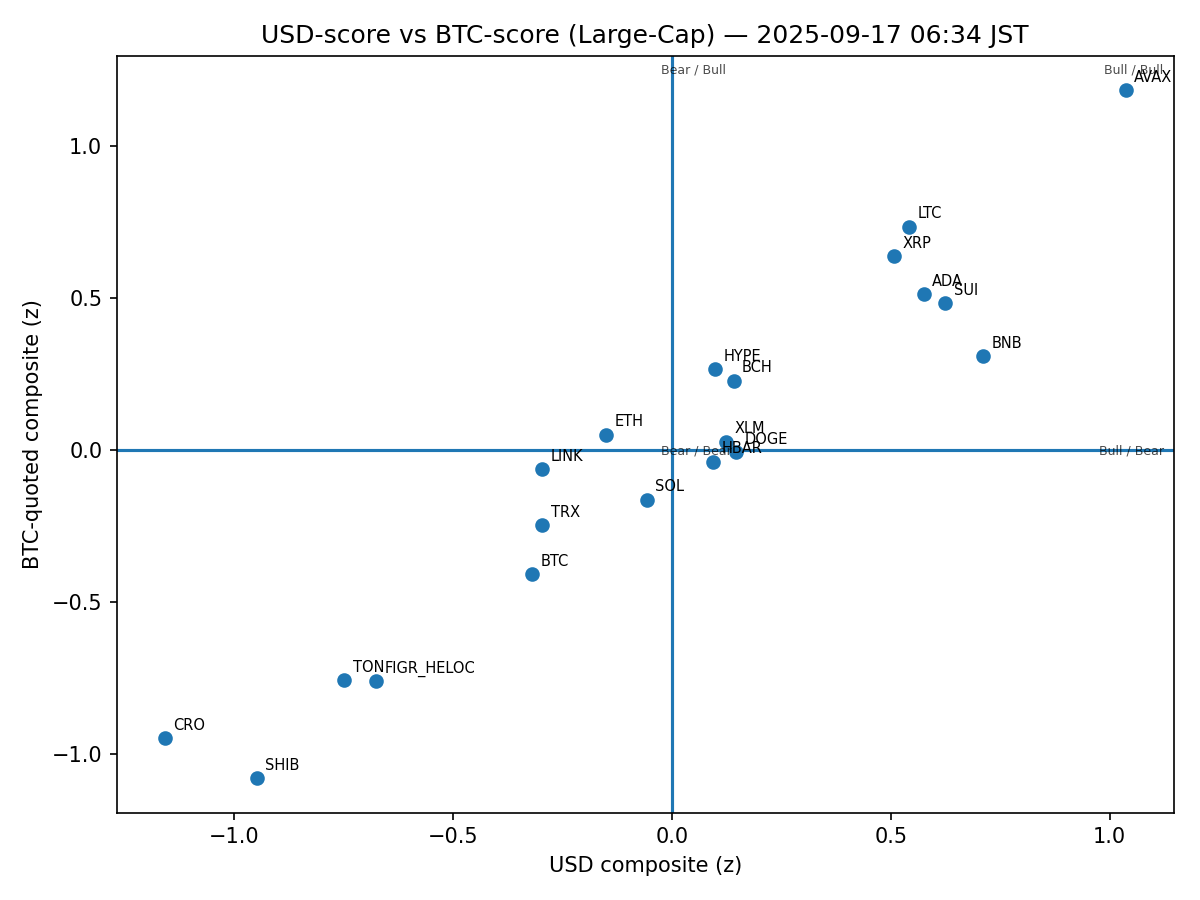 USD-score vs BTC-score (Large-Cap) — 2025-09-17 06:34 JST
Bear / Bull
Bull / Bull
AVAX
1.0
LTC
XRP
ADA
SUI
0.5
BNB
HYPE
BCH
ETH
XLM
DOGE
HBAR
0.0
Bear / Bear
Bull / Bear
LINK
SOL
TRX
BTC
−0.5
TON
FIGR_HELOC
CRO
−1.0
SHIB
BTC-quoted composite (z)
−1.0
−0.5
0.0
0.5
1.0
USD composite (z)